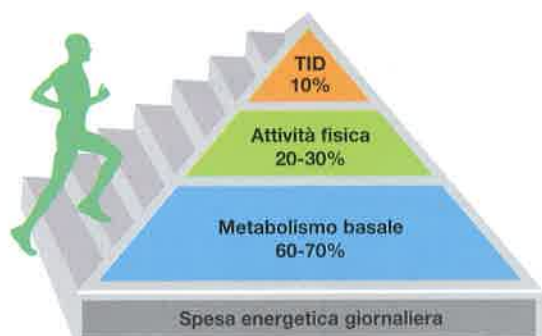 TID
10%
Attività fisica
20-30%
Metabolismo basale
60-70%
Spesa energetica giornaliera